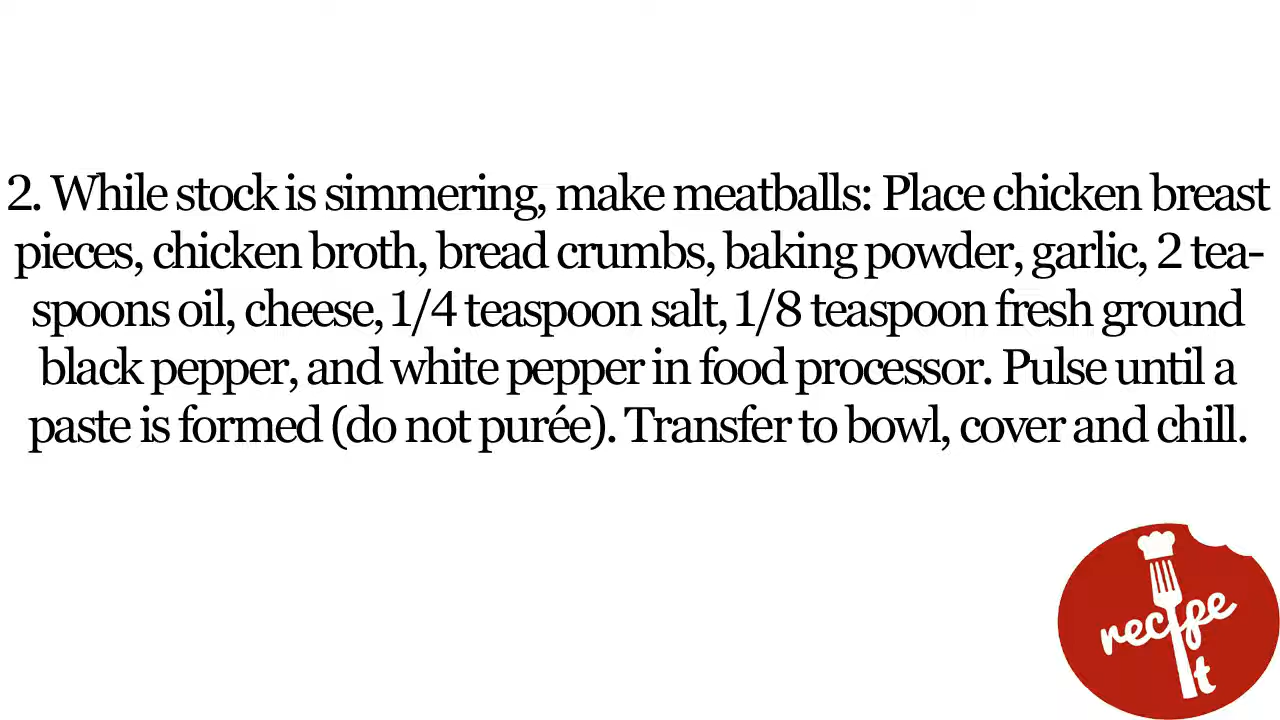 2. While stock is simmering, make meatballs: Place chicken breast
pieces, chicken broth, bread crumbs, baking powder, garlic, 2 tea-
spoons oil, cheese, 1/4 teaspoon salt, 1/8 teaspoon fresh ground
black pepper, and white pepper in food processor. Pulse until a
paste is formed (do not purée). Transfer to bowl, cover and chill.
recipe
it